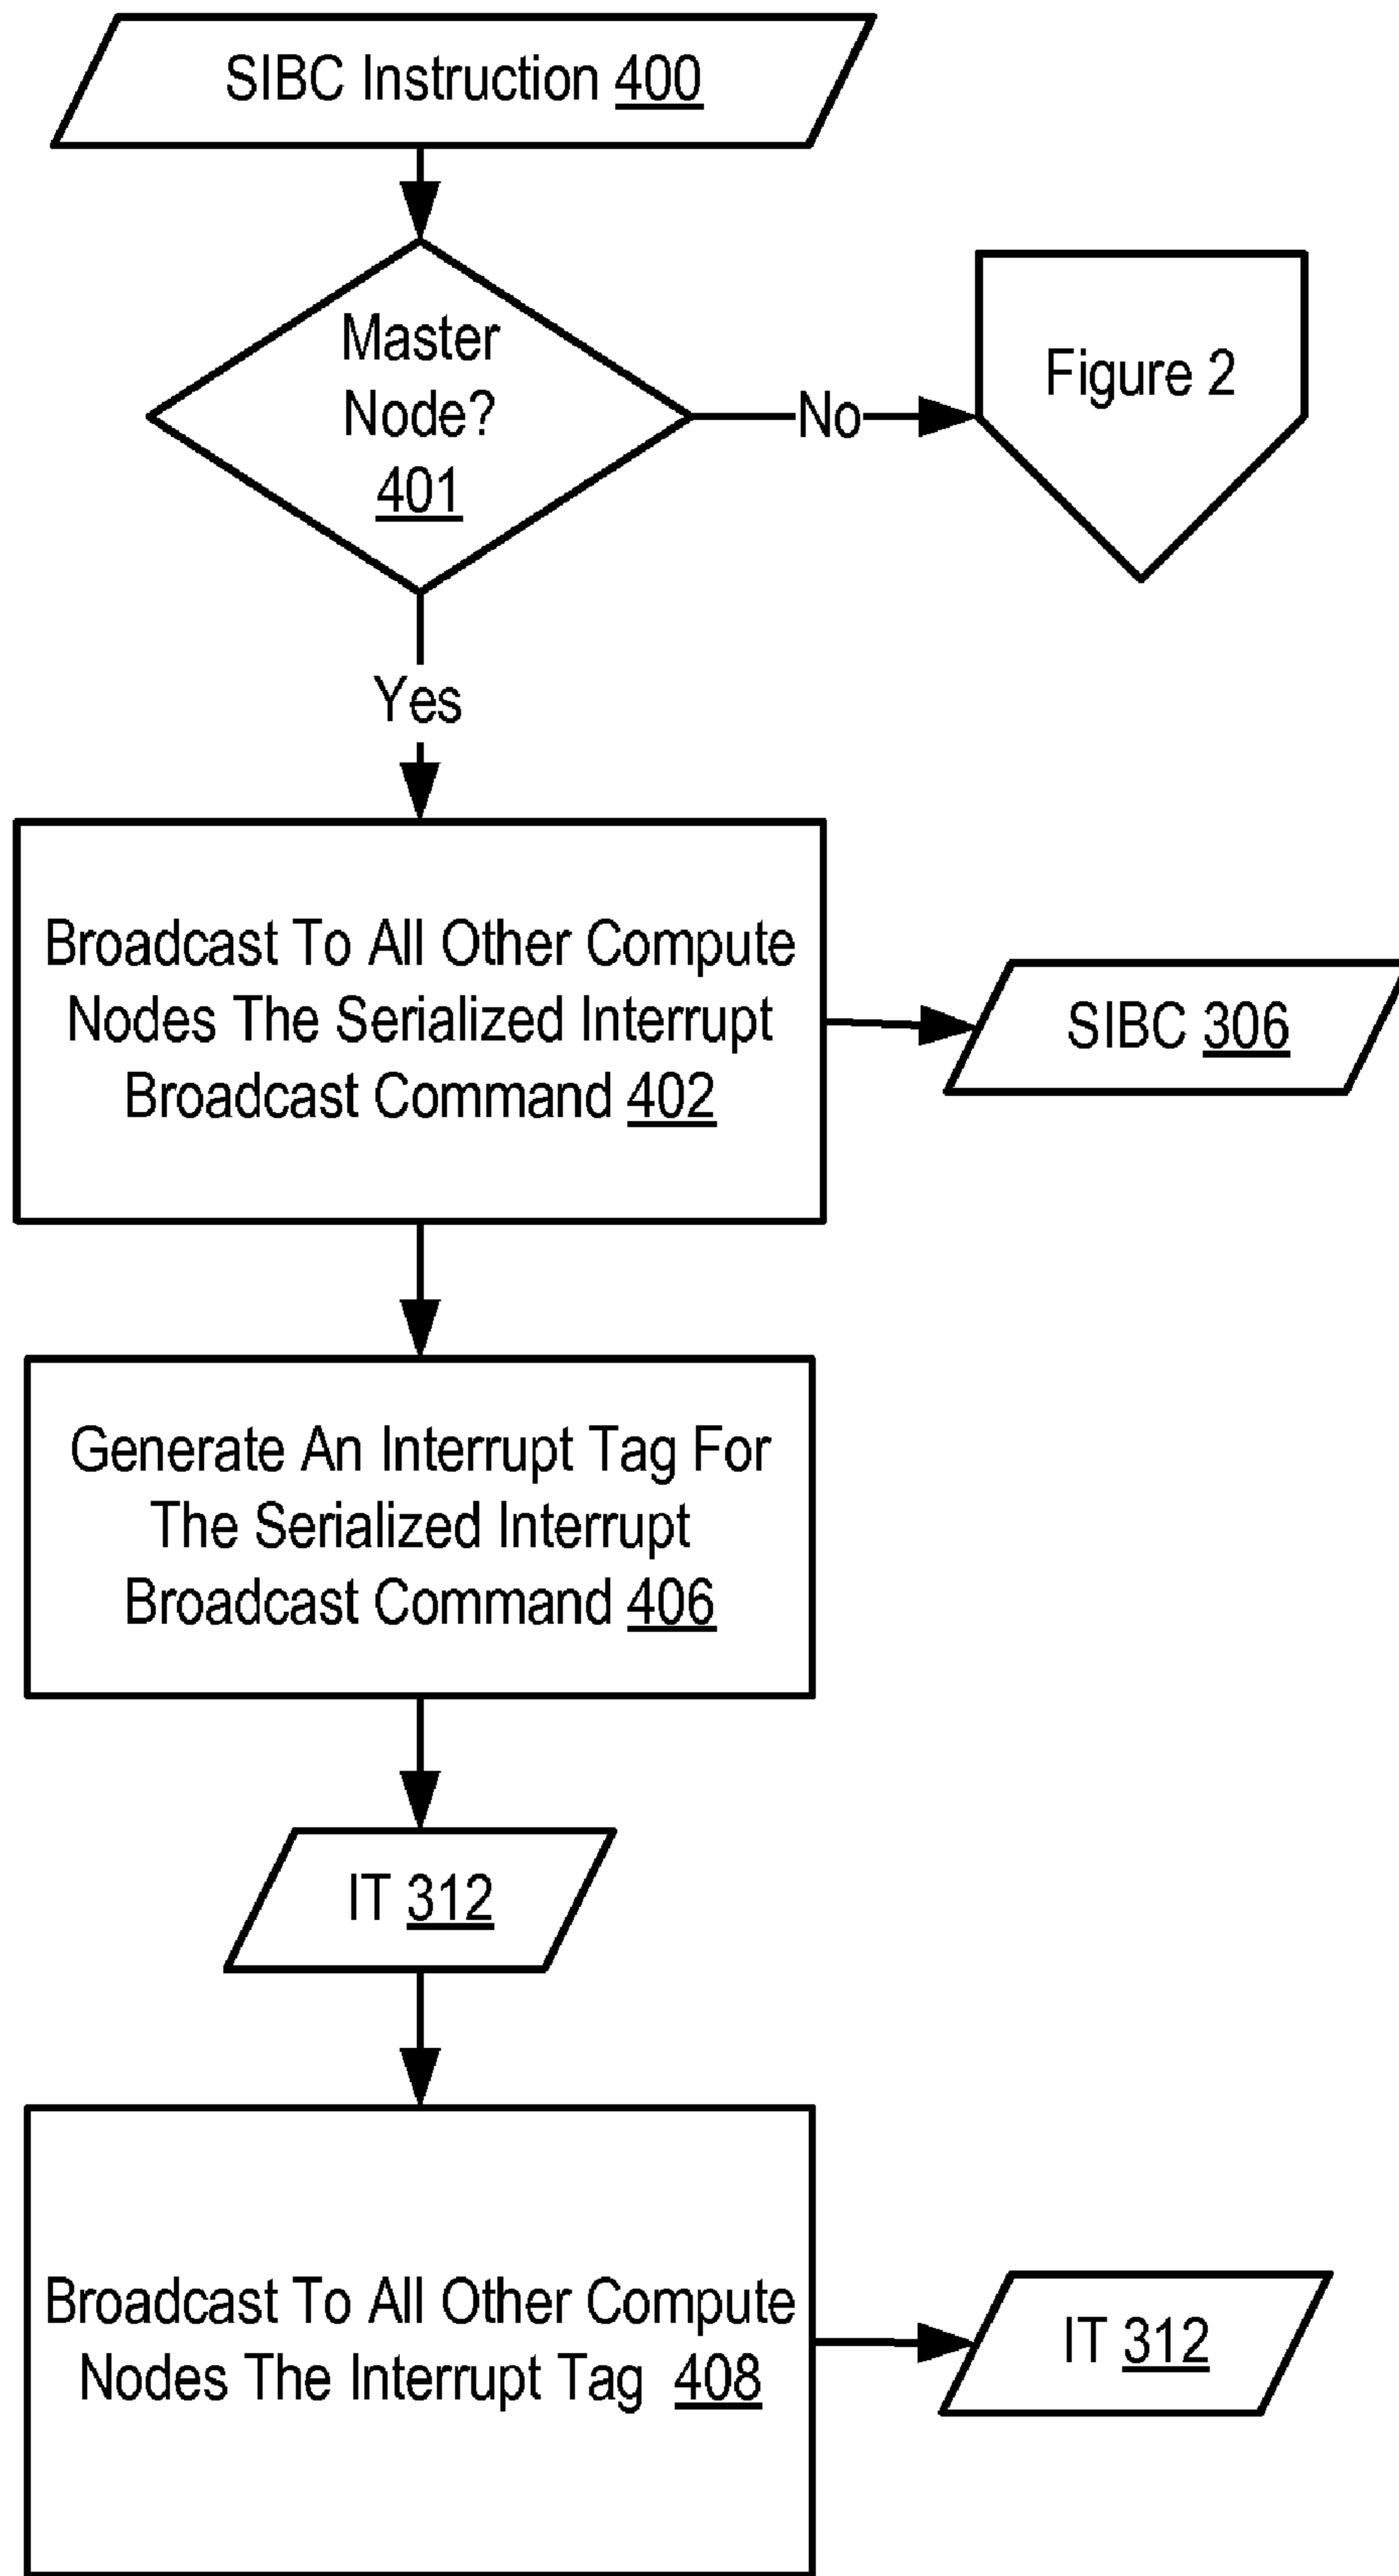 SIBC Instruction 400
Master
Node?
401
No
Figure 2
Yes
Broadcast To All Other Compute
Nodes The Serialized Interrupt
Broadcast Command 402
SIBC 306
Generate An Interrupt Tag For
The Serialized Interrupt
Broadcast Command 406
IT 312
Broadcast To All Other Compute
Nodes The Interrupt Tag 408
IT 312